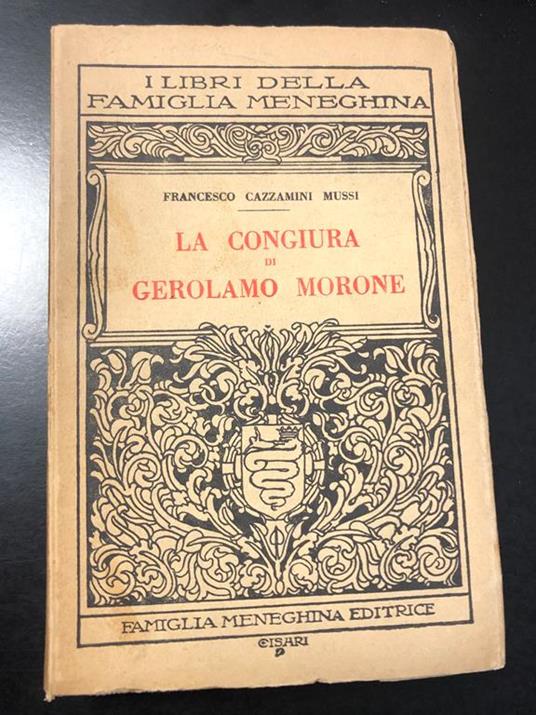 I LIBRI DELLA
FAMIGLIA MENEGHINA
FRANCESCO CAZZAMINI MUSSI
LA CONGIURA
DI
GEROLAMO MORONE
FAMIGLIA MENEGHINA EDITRICE
CISARI